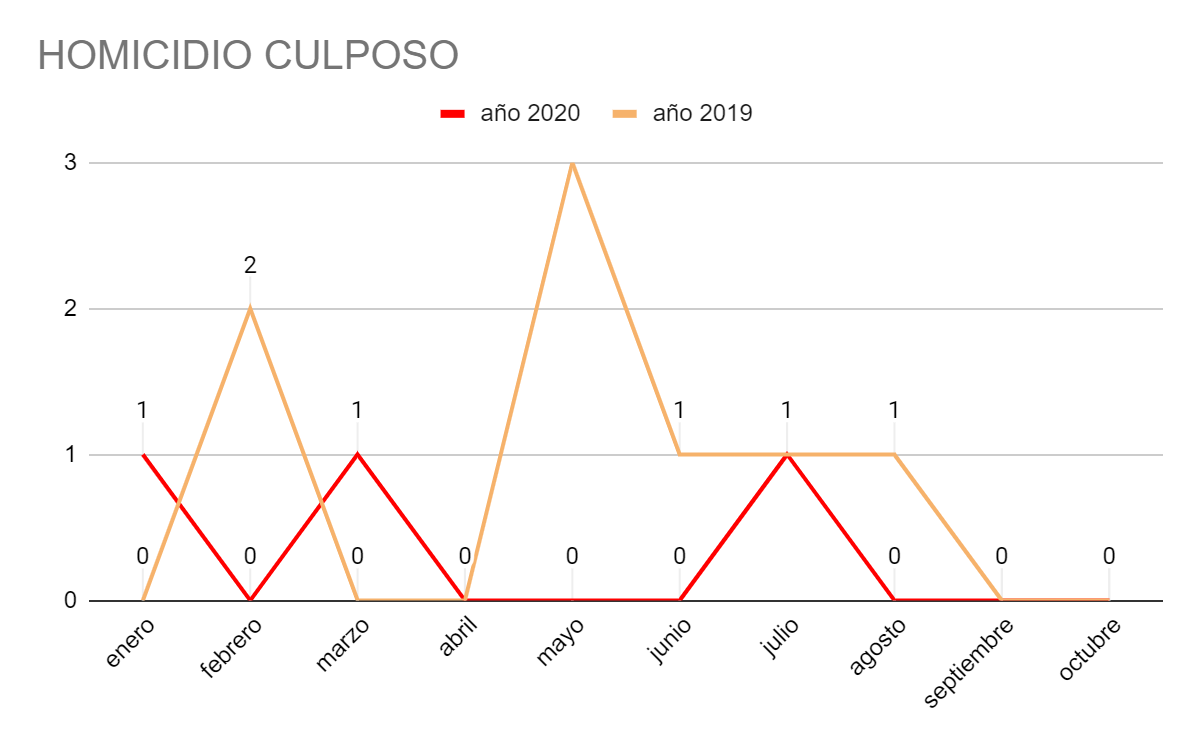 HOMICIDIO CULPOSO
año 2020 año 2019
3
2
2
1 1 1 1 1
1
0 0 0 0 0 0 0 0 0
0
enero febrero marzo abril mayo junio julio agosto septiembre octubre